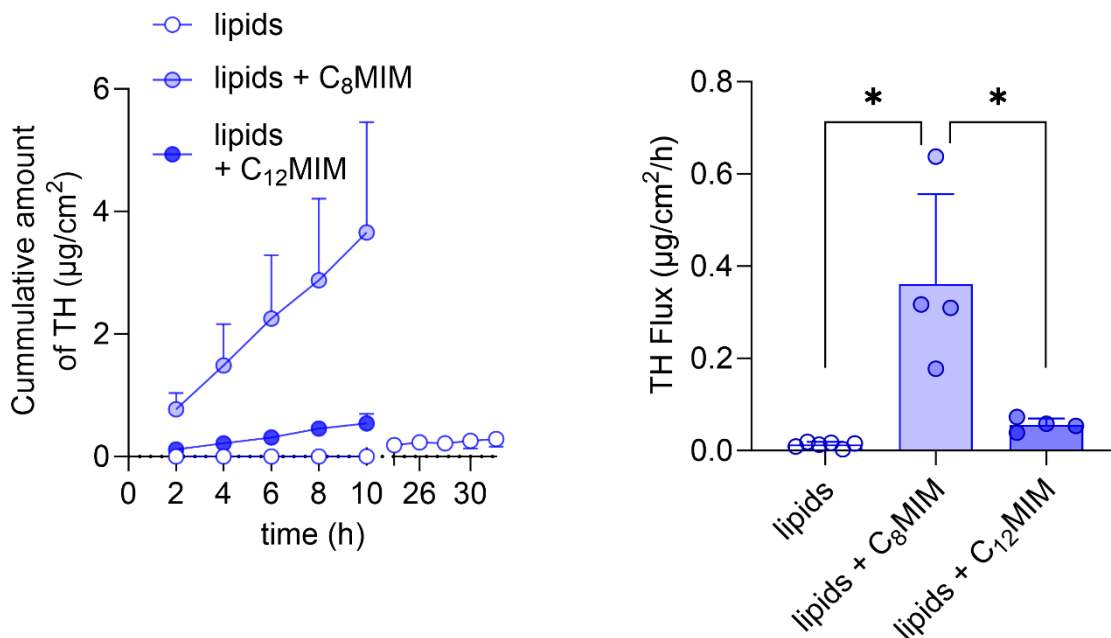 lipids
lipids + C₈MIM
lipids
+ C₁₂MIM
Cummulative amount
of TH (µg/cm²)
6
4
2
0
0 2 4 6 8 10 26 30
time (h)
TH Flux (µg/cm²/h)
0.8
0.6
0.4
0.2
0.0
* *
lipids
lipids + C₈MIM
lipids + C₁₂MIM